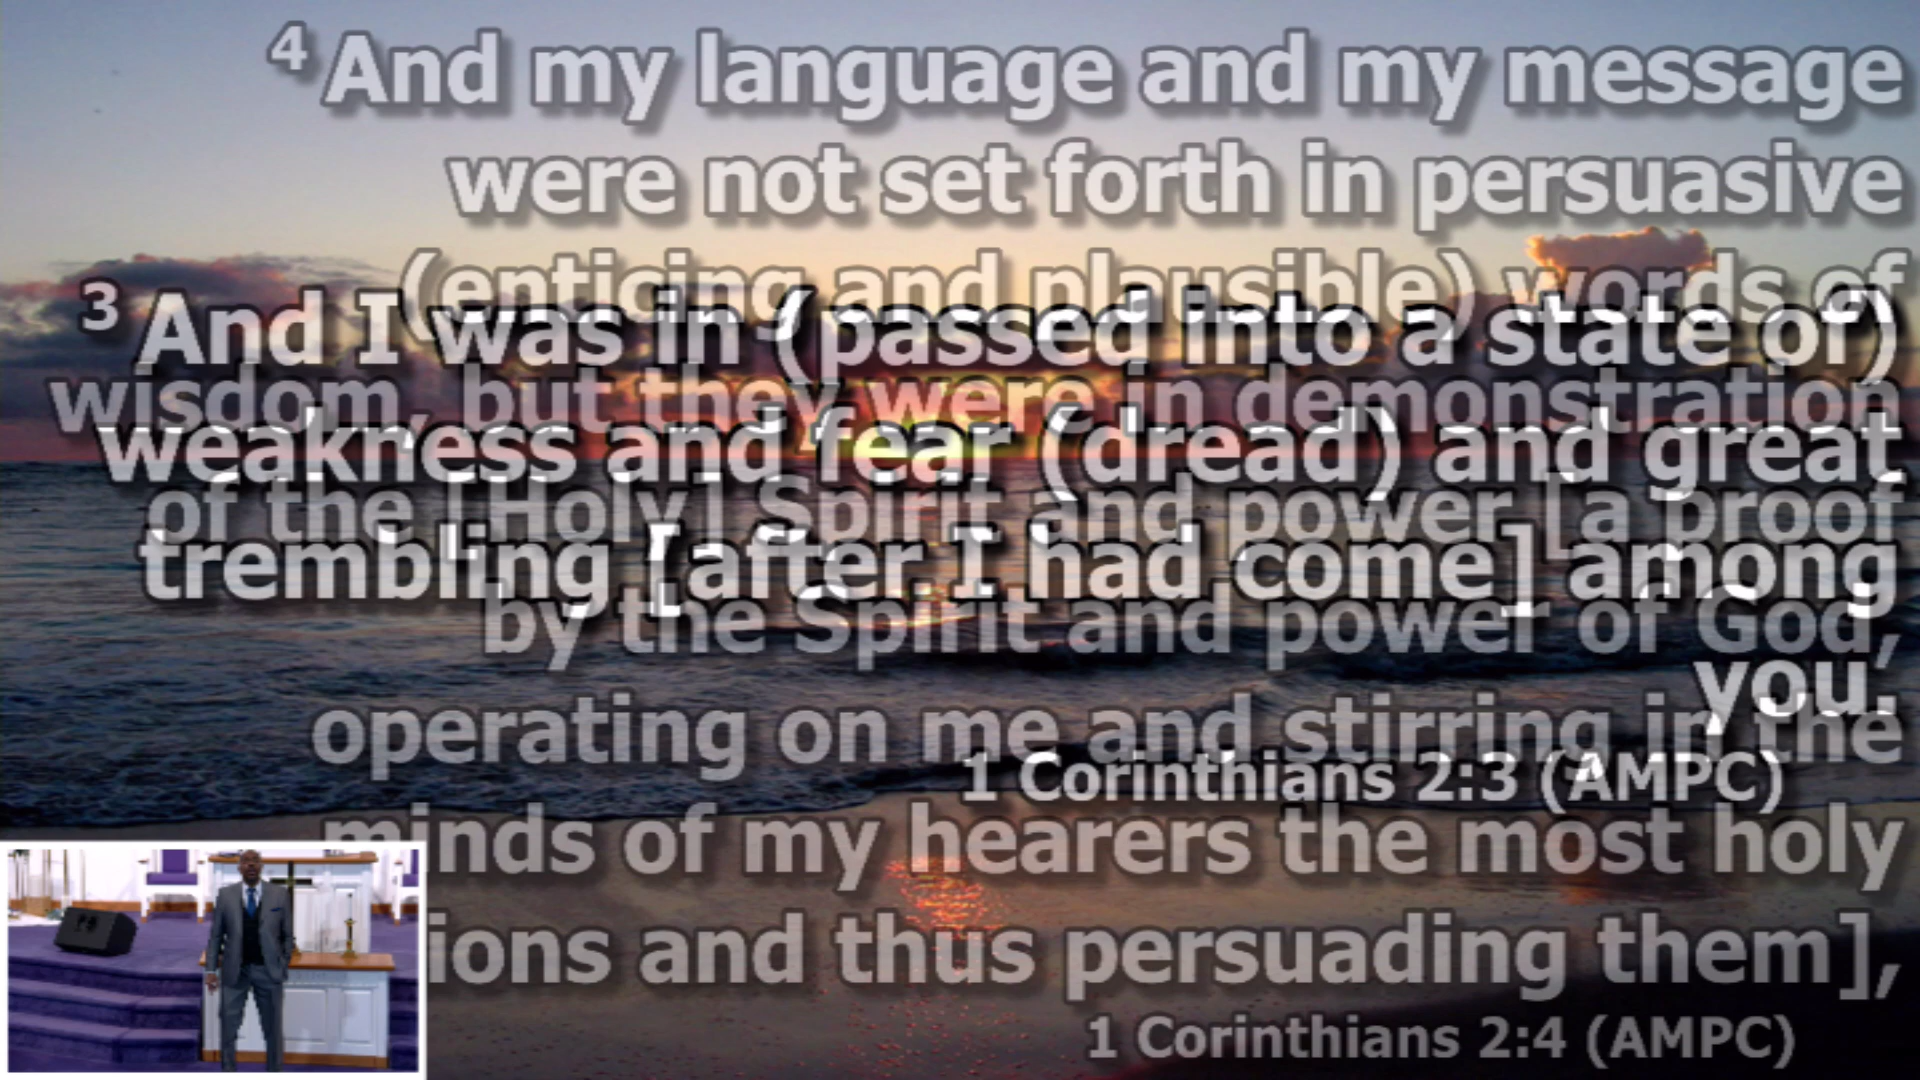 4 And my language and my message
were not set forth in persuasive
(enticing and plausible) words of
wisdom, but they were in demonstration
of the [Holy] Spirit and power [a proof
by the Spirit and power of God,
operating on me and stirring in the
minds of my hearers the most holy
ions and thus persuading them],
1 Corinthians 2:4 (AMPC)
3 And I was in (passed into a state of)
weakness and fear (dread) and great
trembling [after I had come] among
you.
1 Corinthians 2:3 (AMPC)